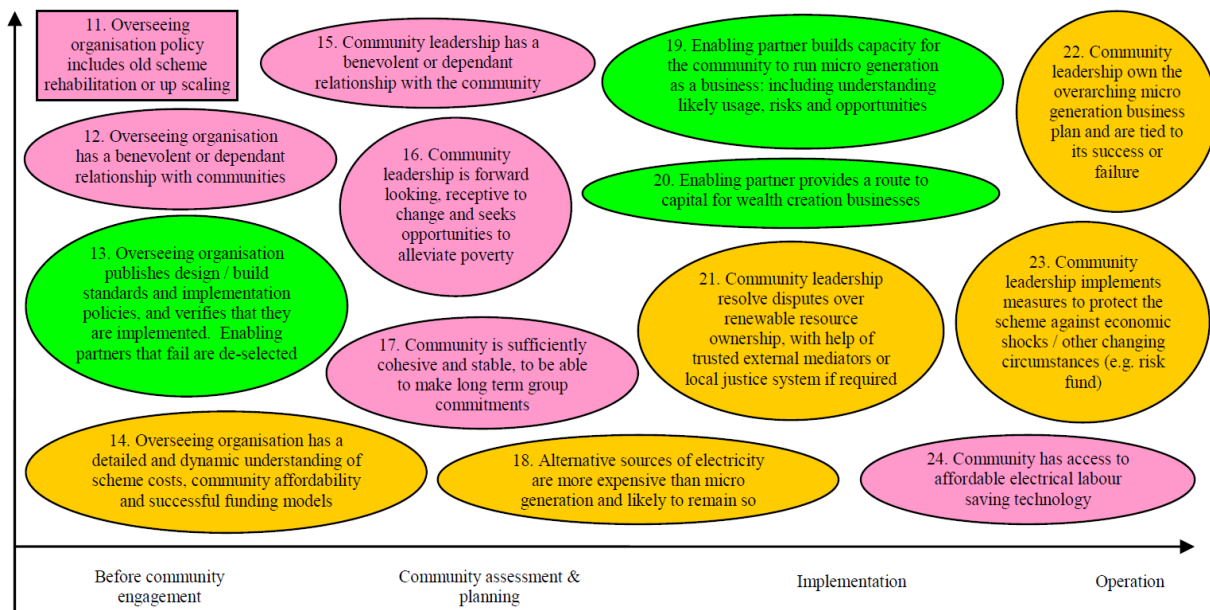 11. Overseeing
organisation policy
includes old scheme
rehabilitation or up scaling
12. Overseeing organisation
has a benevolent or dependant
relationship with communities
13. Overseeing organisation
publishes design / build
standards and implementation
policies, and verifies that they
are implemented. Enabling
partners that fail are de-selected
14. Overseeing organisation has a
detailed and dynamic understanding of
scheme costs, community affordability
and successful funding models
15. Community leadership has a
benevolent or dependant
relationship with the community
16. Community
leadership is forward
looking, receptive to
change and seeks
opportunities to
alleviate poverty
17. Community is sufficiently
cohesive and stable, to be able
to make long term group
commitments
18. Alternative sources of electricity
are more expensive than micro
generation and likely to remain so
19. Enabling partner builds capacity for
the community to run micro generation
as a business: including understanding
likely usage, risks and opportunities
20. Enabling partner provides a route to
capital for wealth creation businesses
21. Community leadership
resolve disputes over
renewable resource
ownership, with help of
trusted external mediators or
local justice system if required
22. Community
leadership own the
overarching micro
generation business
plan and are tied to
its success or
failure
23. Community
leadership implements
measures to protect the
scheme against economic
shocks / other changing
circumstances (e.g. risk
fund)
24. Community has access to
affordable electrical labour
saving technology
Before community
engagement
Community assessment &
planning
Implementation
Operation